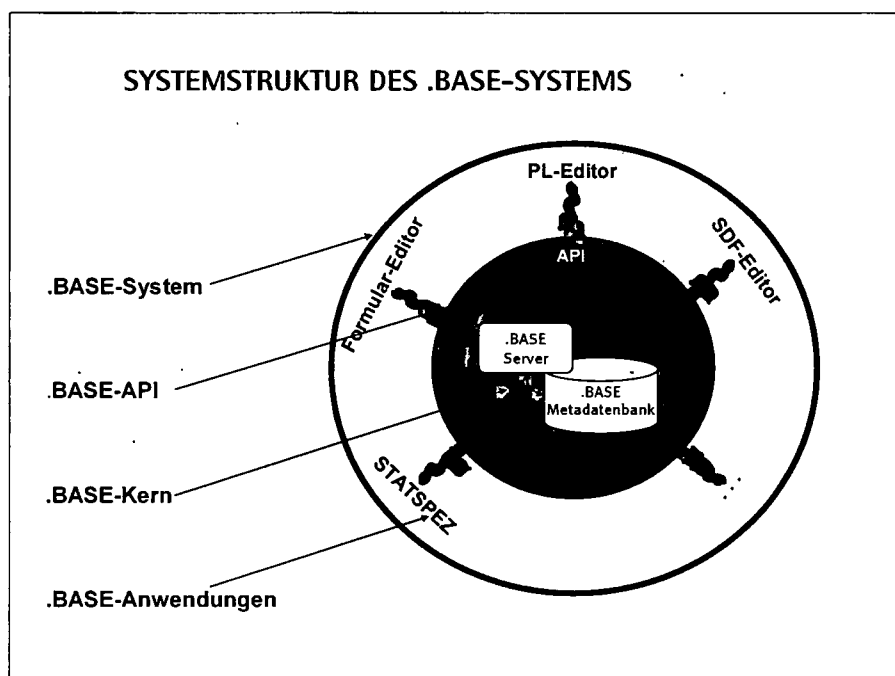 SYSTEMSTRUKTUR DES .BASE-SYSTEMS
PL-Editor
SDF-Editor
API
Formular-Editor
.BASE-System
.BASE
Server
.BASE-API
.BASE
Metadatenbank
.BASE-Kern
STATSPEZ
...
.BASE-Anwendungen